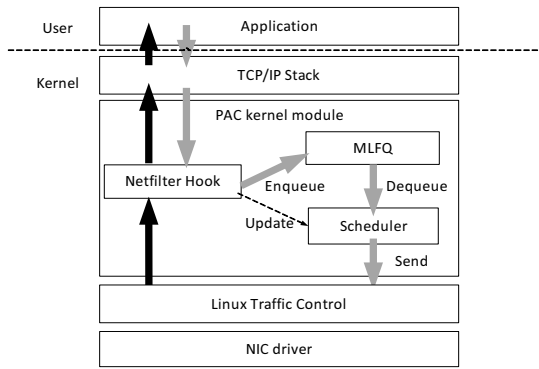 User
Application
Kernel
TCP/IP Stack
PAC kernel module
MLFQ
Netfilter Hook
Enqueue
Dequeue
Update
Scheduler
Send
Linux Traffic Control
NIC driver